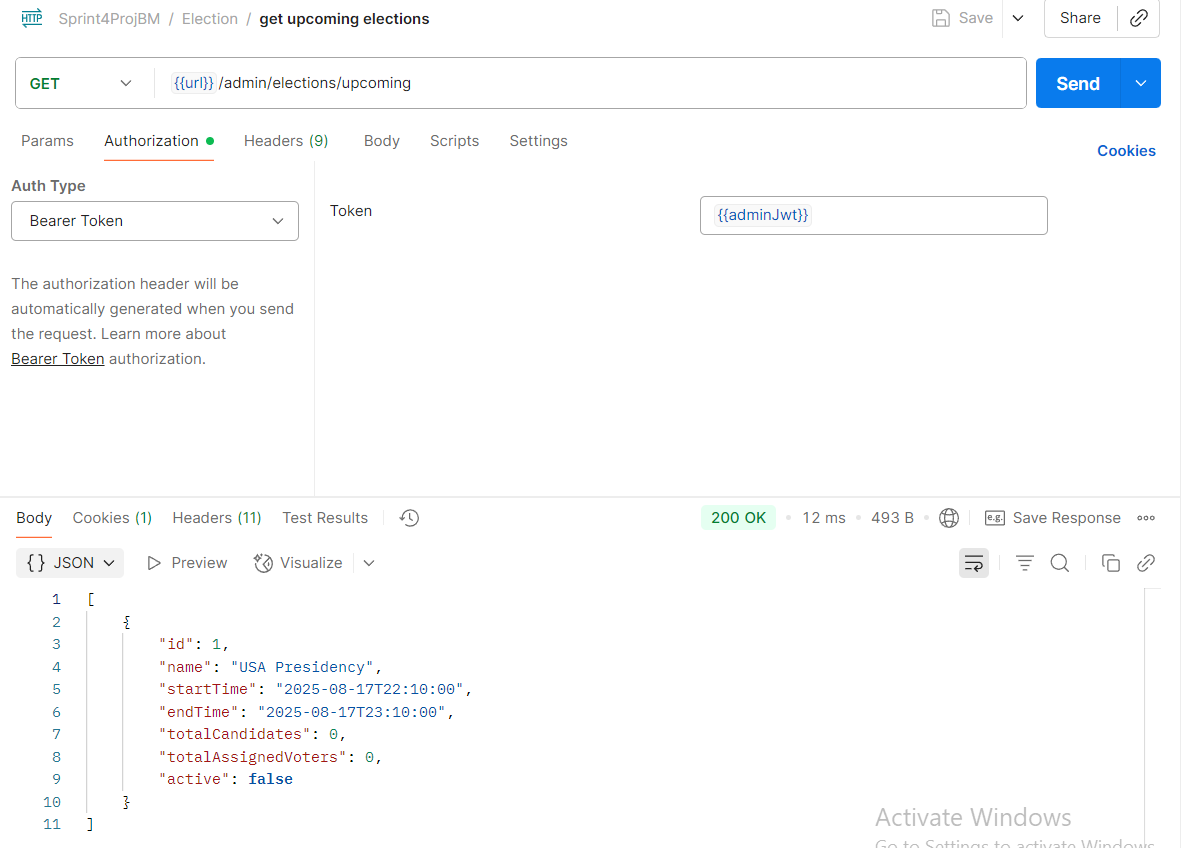 HTTP Sprint4ProjBM / Election / get upcoming elections Save Share
GET {{url}} /admin/elections/upcoming Send
Params Authorization Headers (9) Body Scripts Settings Cookies
Auth Type
Bearer Token
Token {{adminJwt}}
The authorization header will be
automatically generated when you send
the request. Learn more about
Bearer Token authorization.
Body Cookies (1) Headers (11) Test Results 200 OK • 12 ms • 493 B • e.g. Save Response
{} JSON Preview Visualize
1 [
2 {
3 "id": 1,
4 "name": "USA Presidency",
5 "startTime": "2025-08-17T22:10:00",
6 "endTime": "2025-08-17T23:10:00",
7 "totalCandidates": 0,
8 "totalAssignedVoters": 0,
9 "active": false
10 }
11 ]
Activate Windows
Go to Settings to activate Windows.